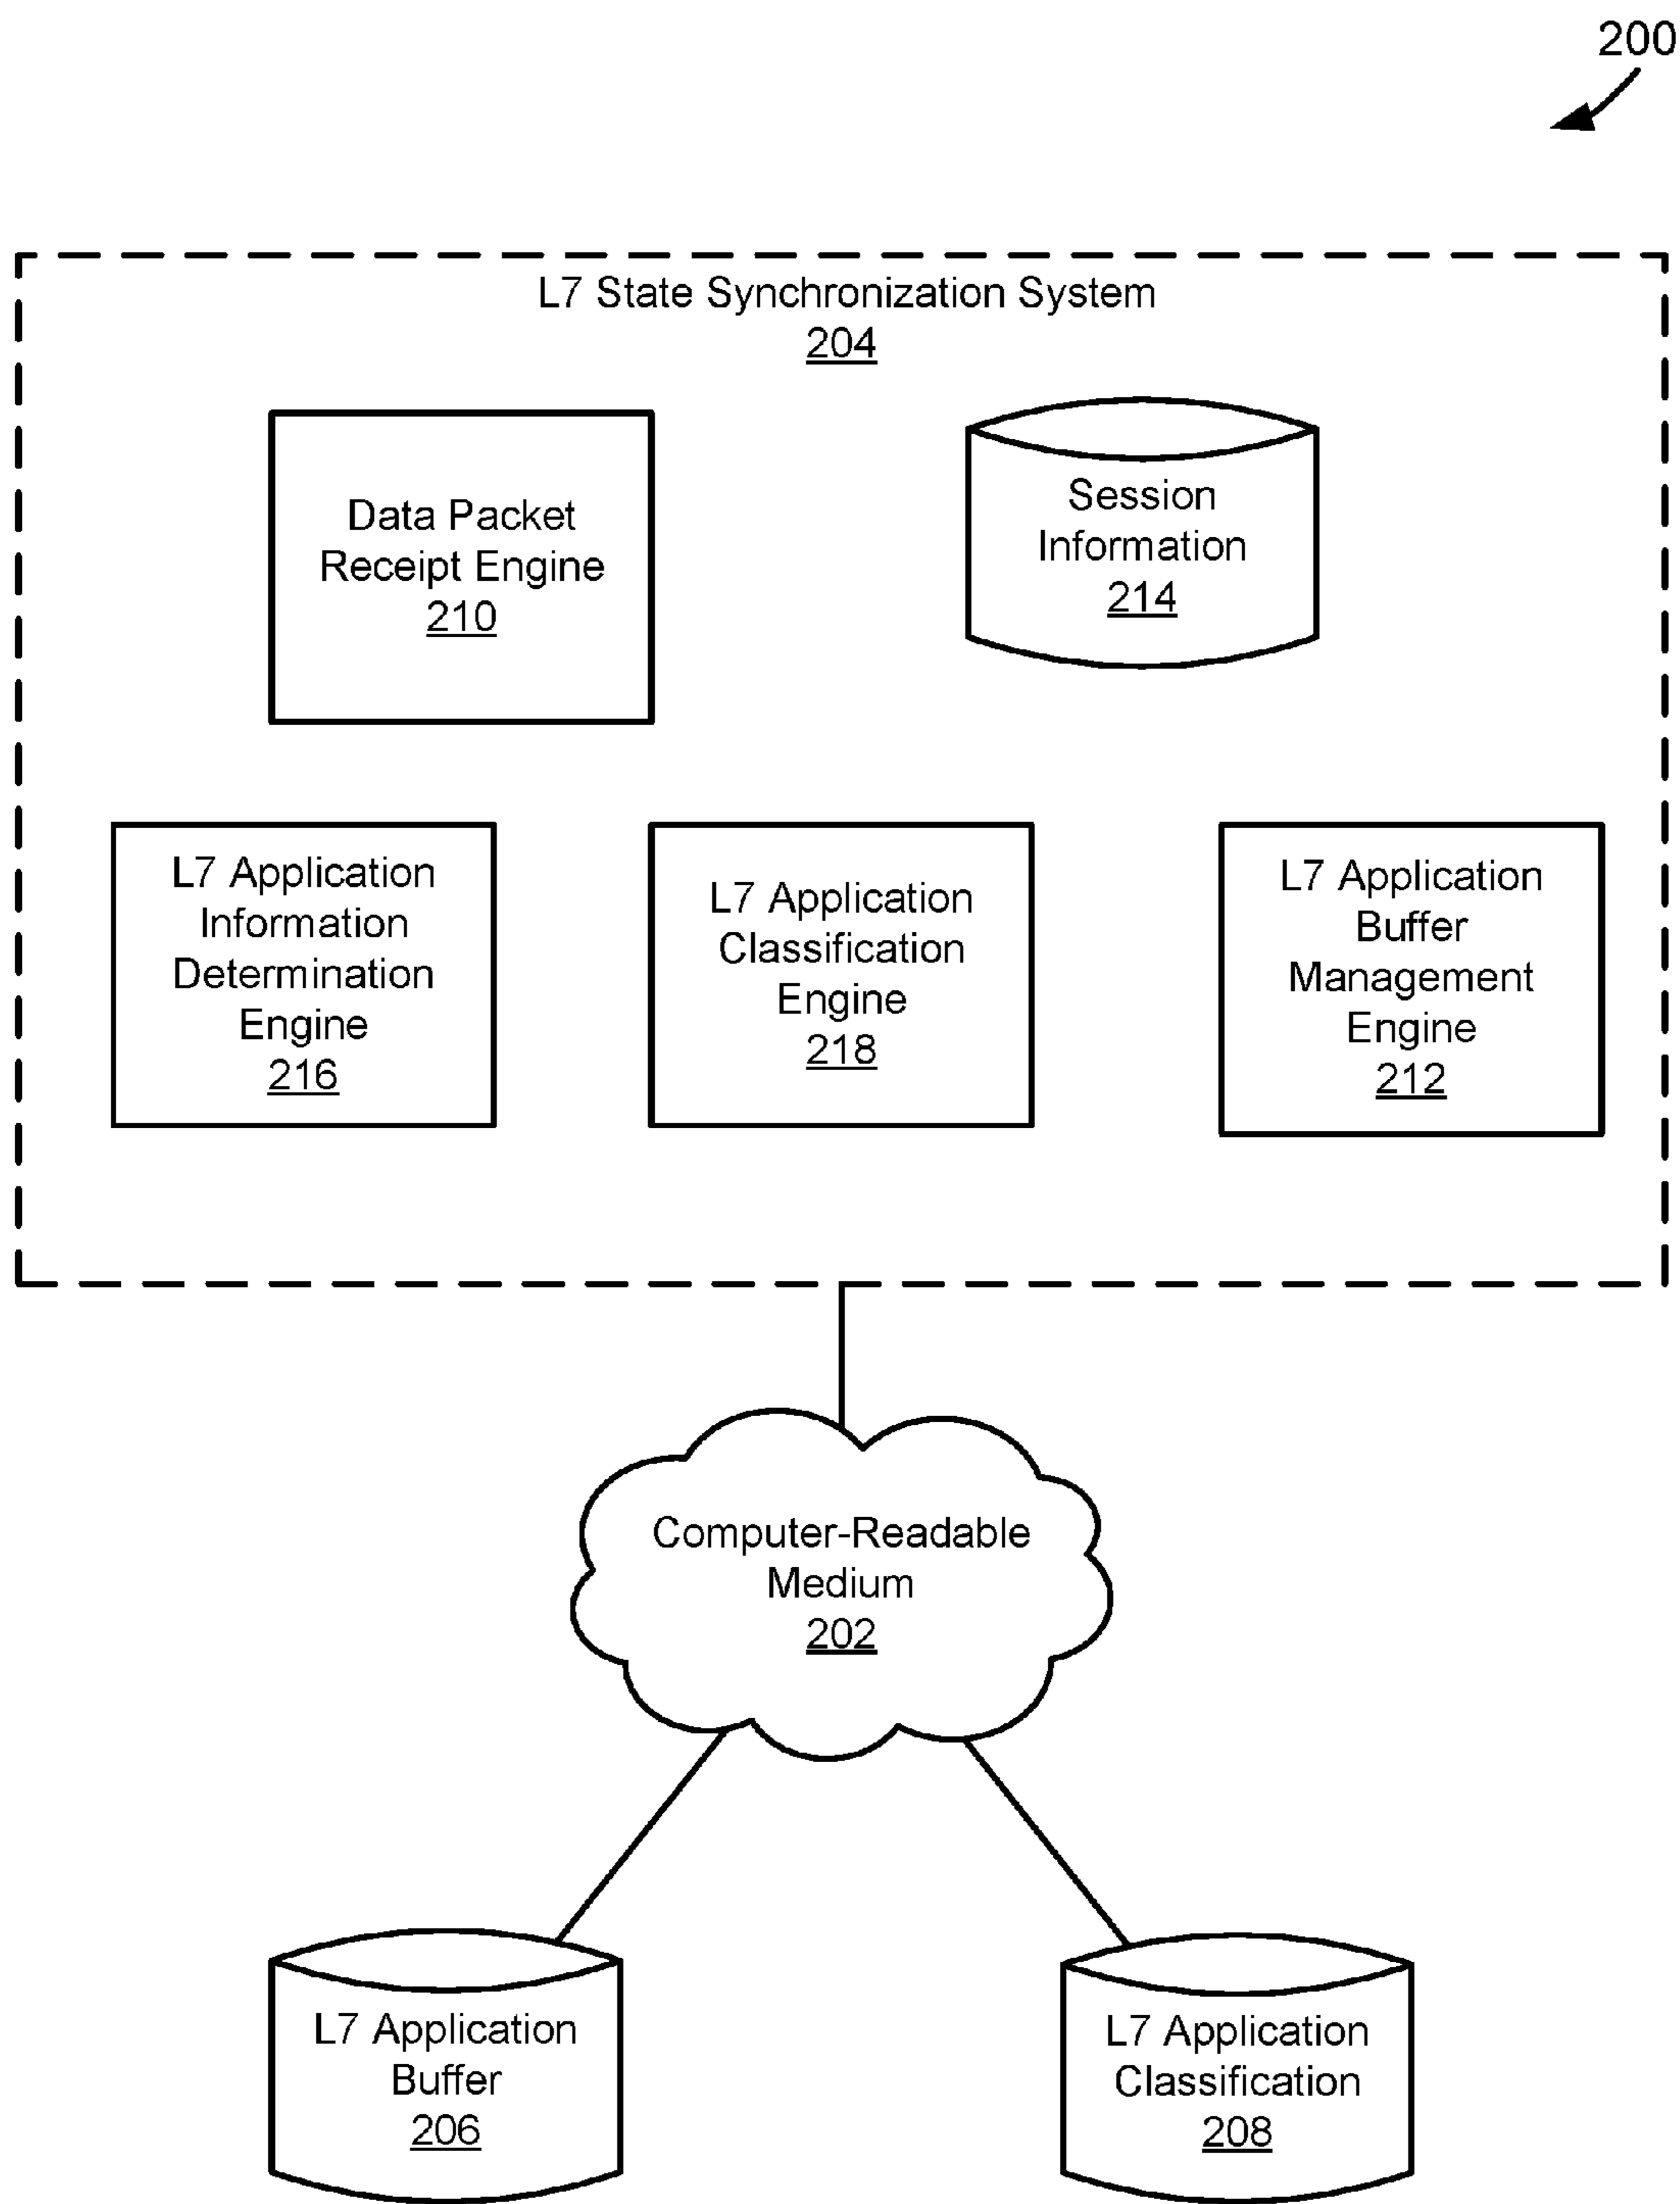 200
L7 State Synchronization System
204
Data Packet
Receipt Engine
210
Session
Information
214
L7 Application
Information
Determination
Engine
216
L7 Application
Classification
Engine
218
L7 Application
Buffer
Management
Engine
212
Computer-Readable
Medium
202
L7 Application
Buffer
206
L7 Application
Classification
208